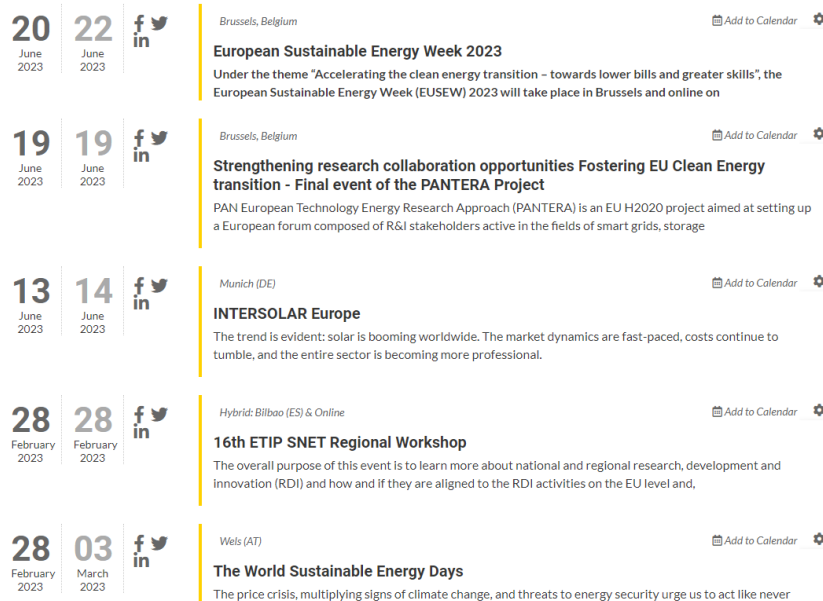 20 22
June June
2023 2023
Brussels, Belgium Add to Calendar
European Sustainable Energy Week 2023
Under the theme “Accelerating the clean energy transition – towards lower bills and greater skills”, the
European Sustainable Energy Week (EUSEW) 2023 will take place in Brussels and online on
19 19
June June
2023 2023
Brussels, Belgium Add to Calendar
Strengthening research collaboration opportunities Fostering EU Clean Energy
transition - Final event of the PANTERA Project
PAN European Technology Energy Research Approach (PANTERA) is an EU H2020 project aimed at setting up
a European forum composed of R&I stakeholders active in the fields of smart grids, storage
13 14
June June
2023 2023
Munich (DE) Add to Calendar
INTERSOLAR Europe
The trend is evident: solar is booming worldwide. The market dynamics are fast-paced, costs continue to
tumble, and the entire sector is becoming more professional.
28 28
February February
2023 2023
Hybrid: Bilbao (ES) & Online Add to Calendar
16th ETIP SNET Regional Workshop
The overall purpose of this event is to learn more about national and regional research, development and
innovation (RDI) and how and if they are aligned to the RDI activities on the EU level and,
28 03
February March
2023 2023
Wels (AT) Add to Calendar
The World Sustainable Energy Days
The price crisis, multiplying signs of climate change, and threats to energy security urge us to act like never